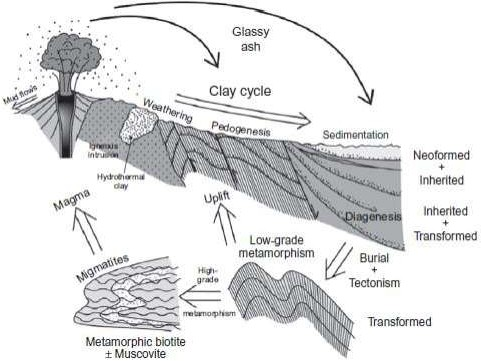 Glassy
ash
Clay cycle
Mud flows
Weathering
Pedogenesis
Sedimentation
Igneous
intrusion
Hydrothermal
clay
Neoformed
+
Inherited
Magma
Uplift
Diagenesis
Inherited
+
Transformed
Low-grade
metamorphism
Burial
+
Tectonism
Migmatites
High-
grade
metamorphism
Transformed
Metamorphic biotite
± Muscovite